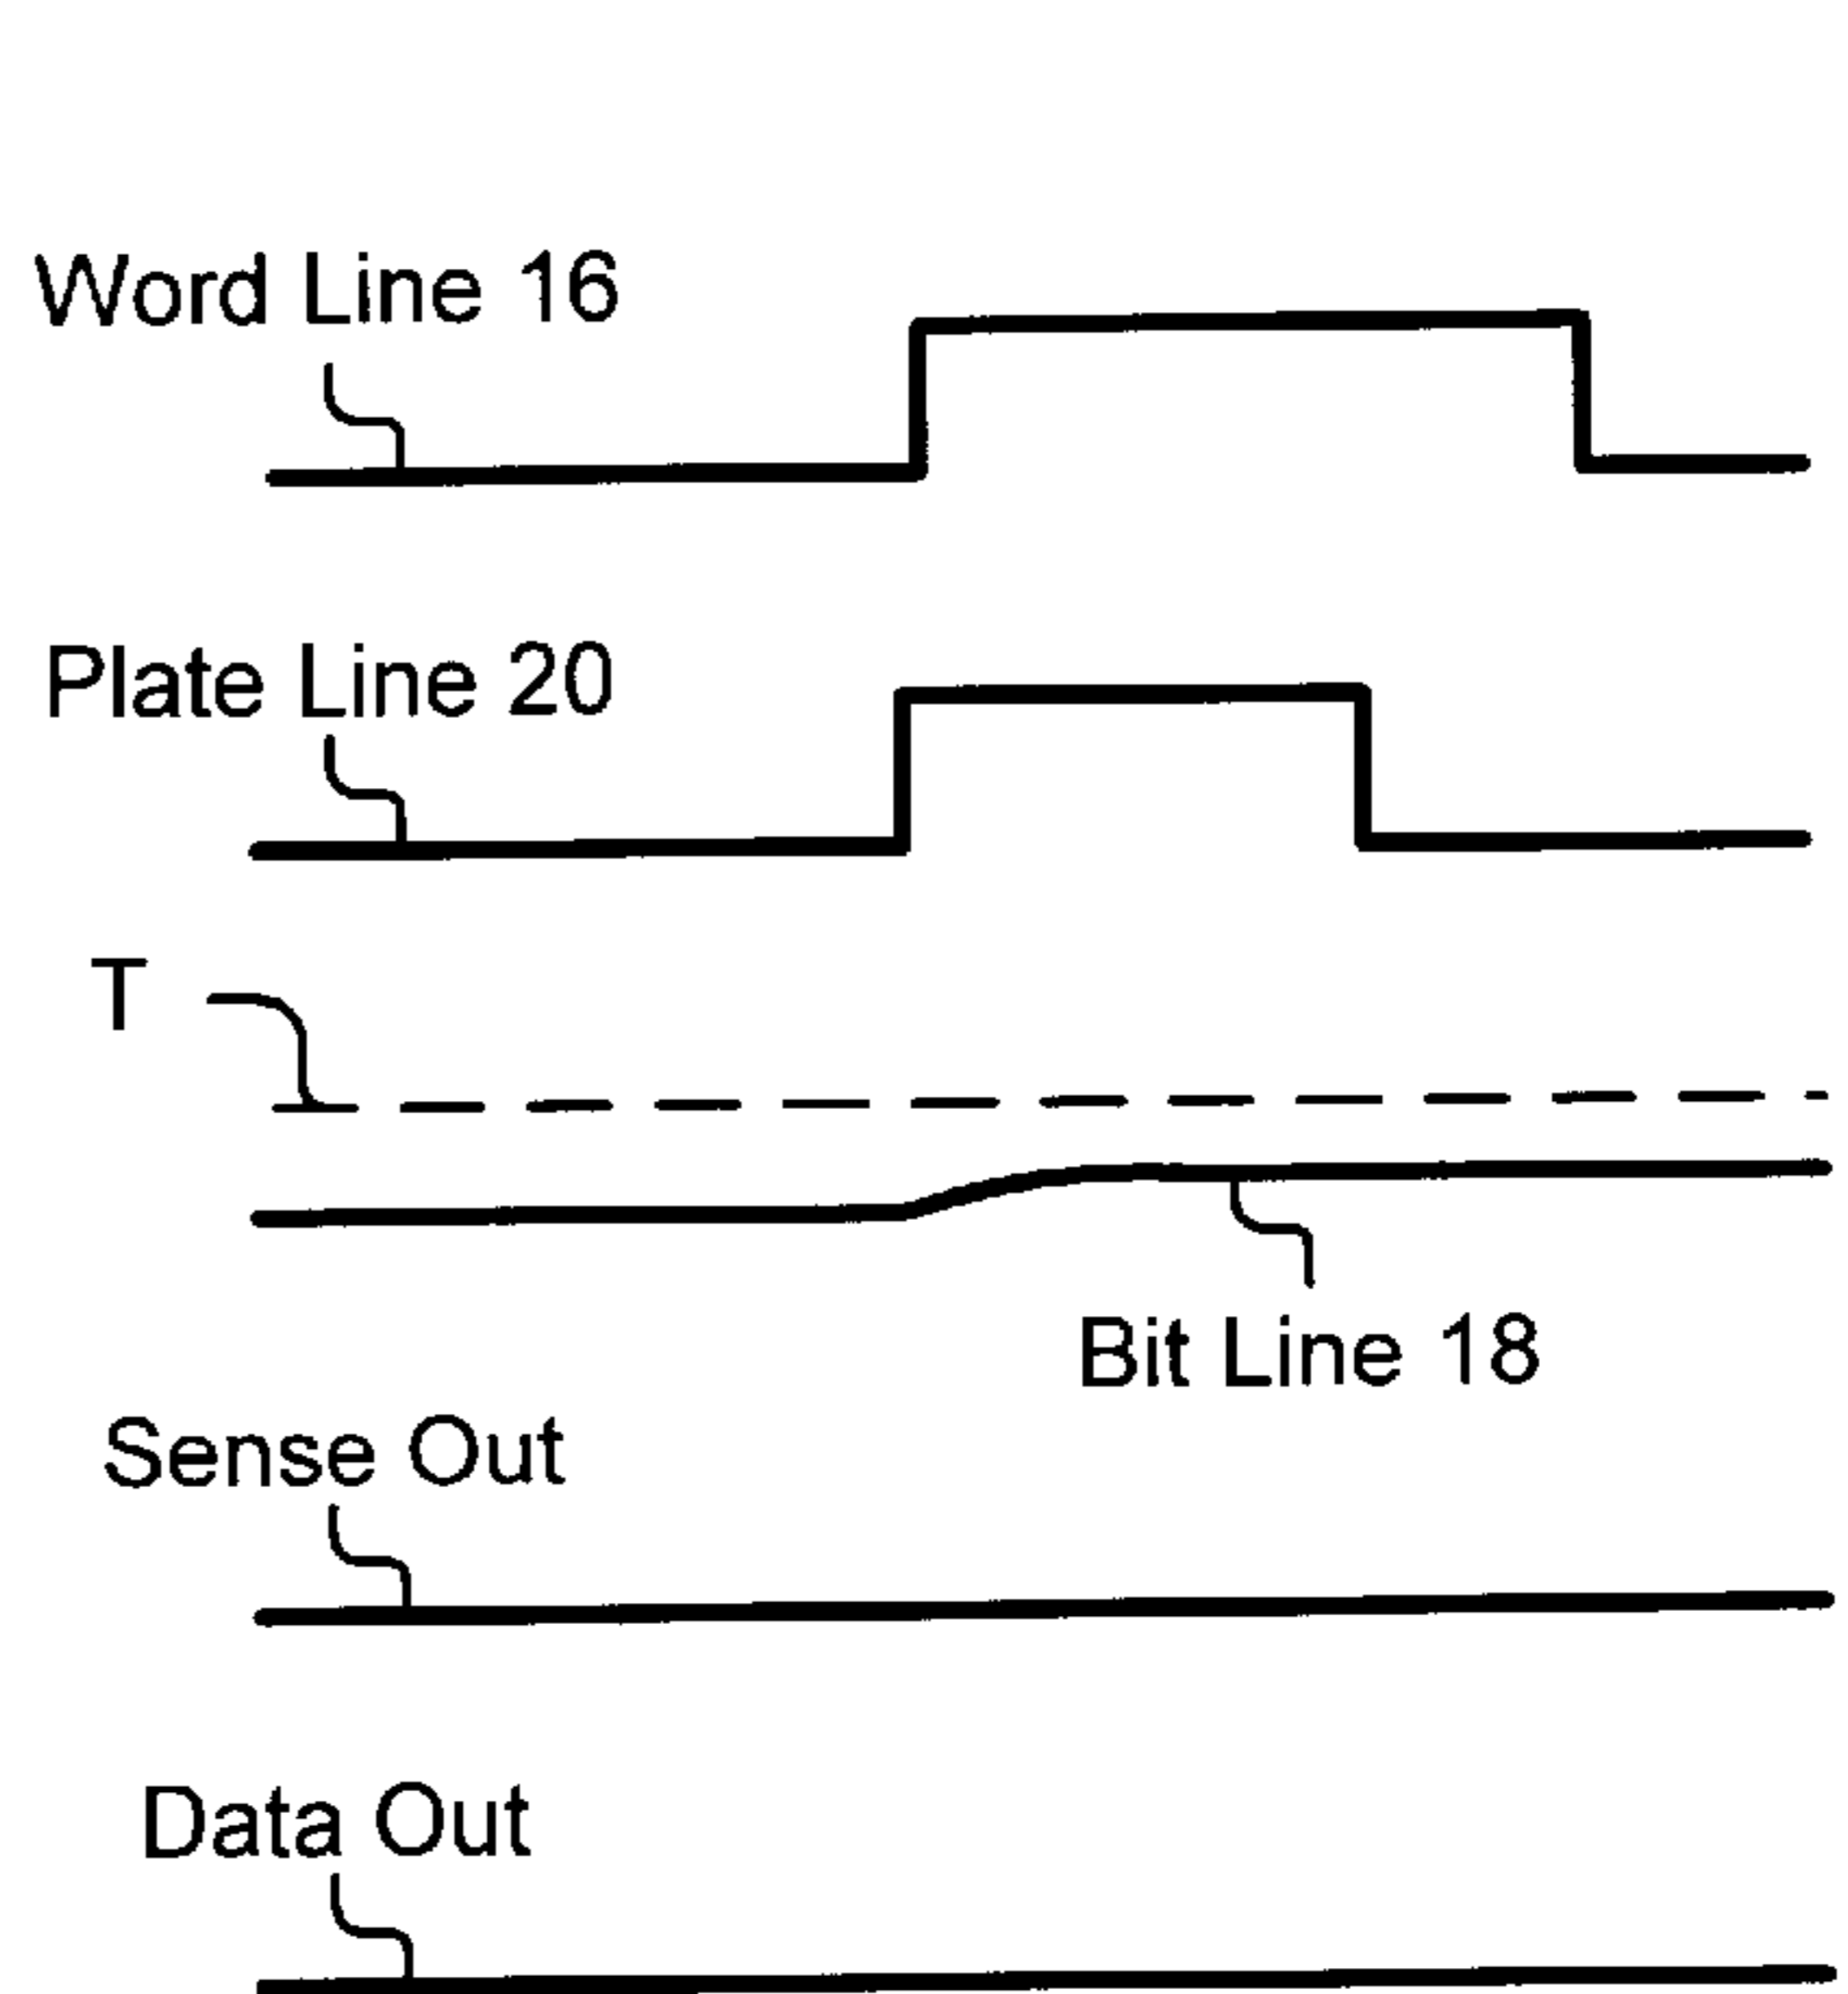 Word Line 16
Plate Line 20
T
Bit Line 18
Sense Out
Data Out